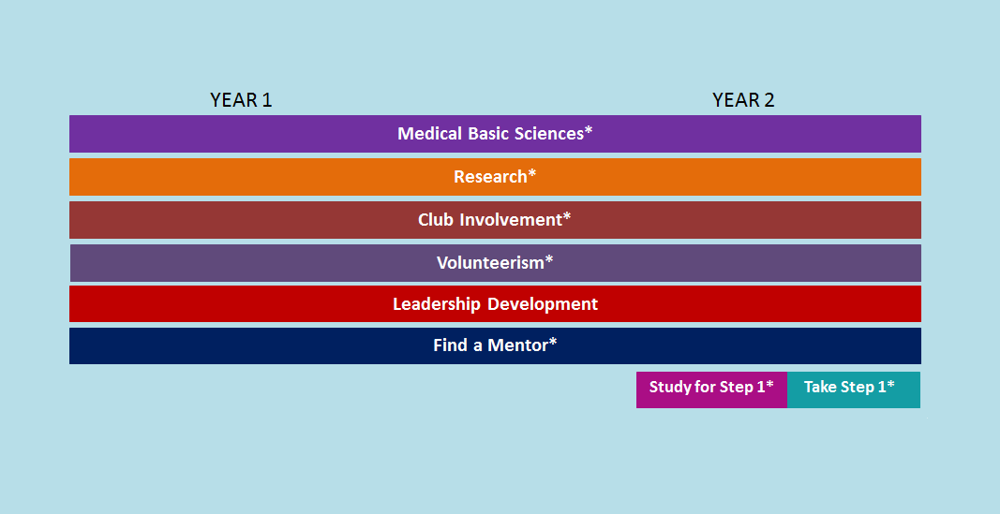 YEAR 1 YEAR 2
Medical Basic Sciences*
Research*
Club Involvement*
Volunteerism*
Leadership Development
Find a Mentor*
Study for Step 1* Take Step 1*